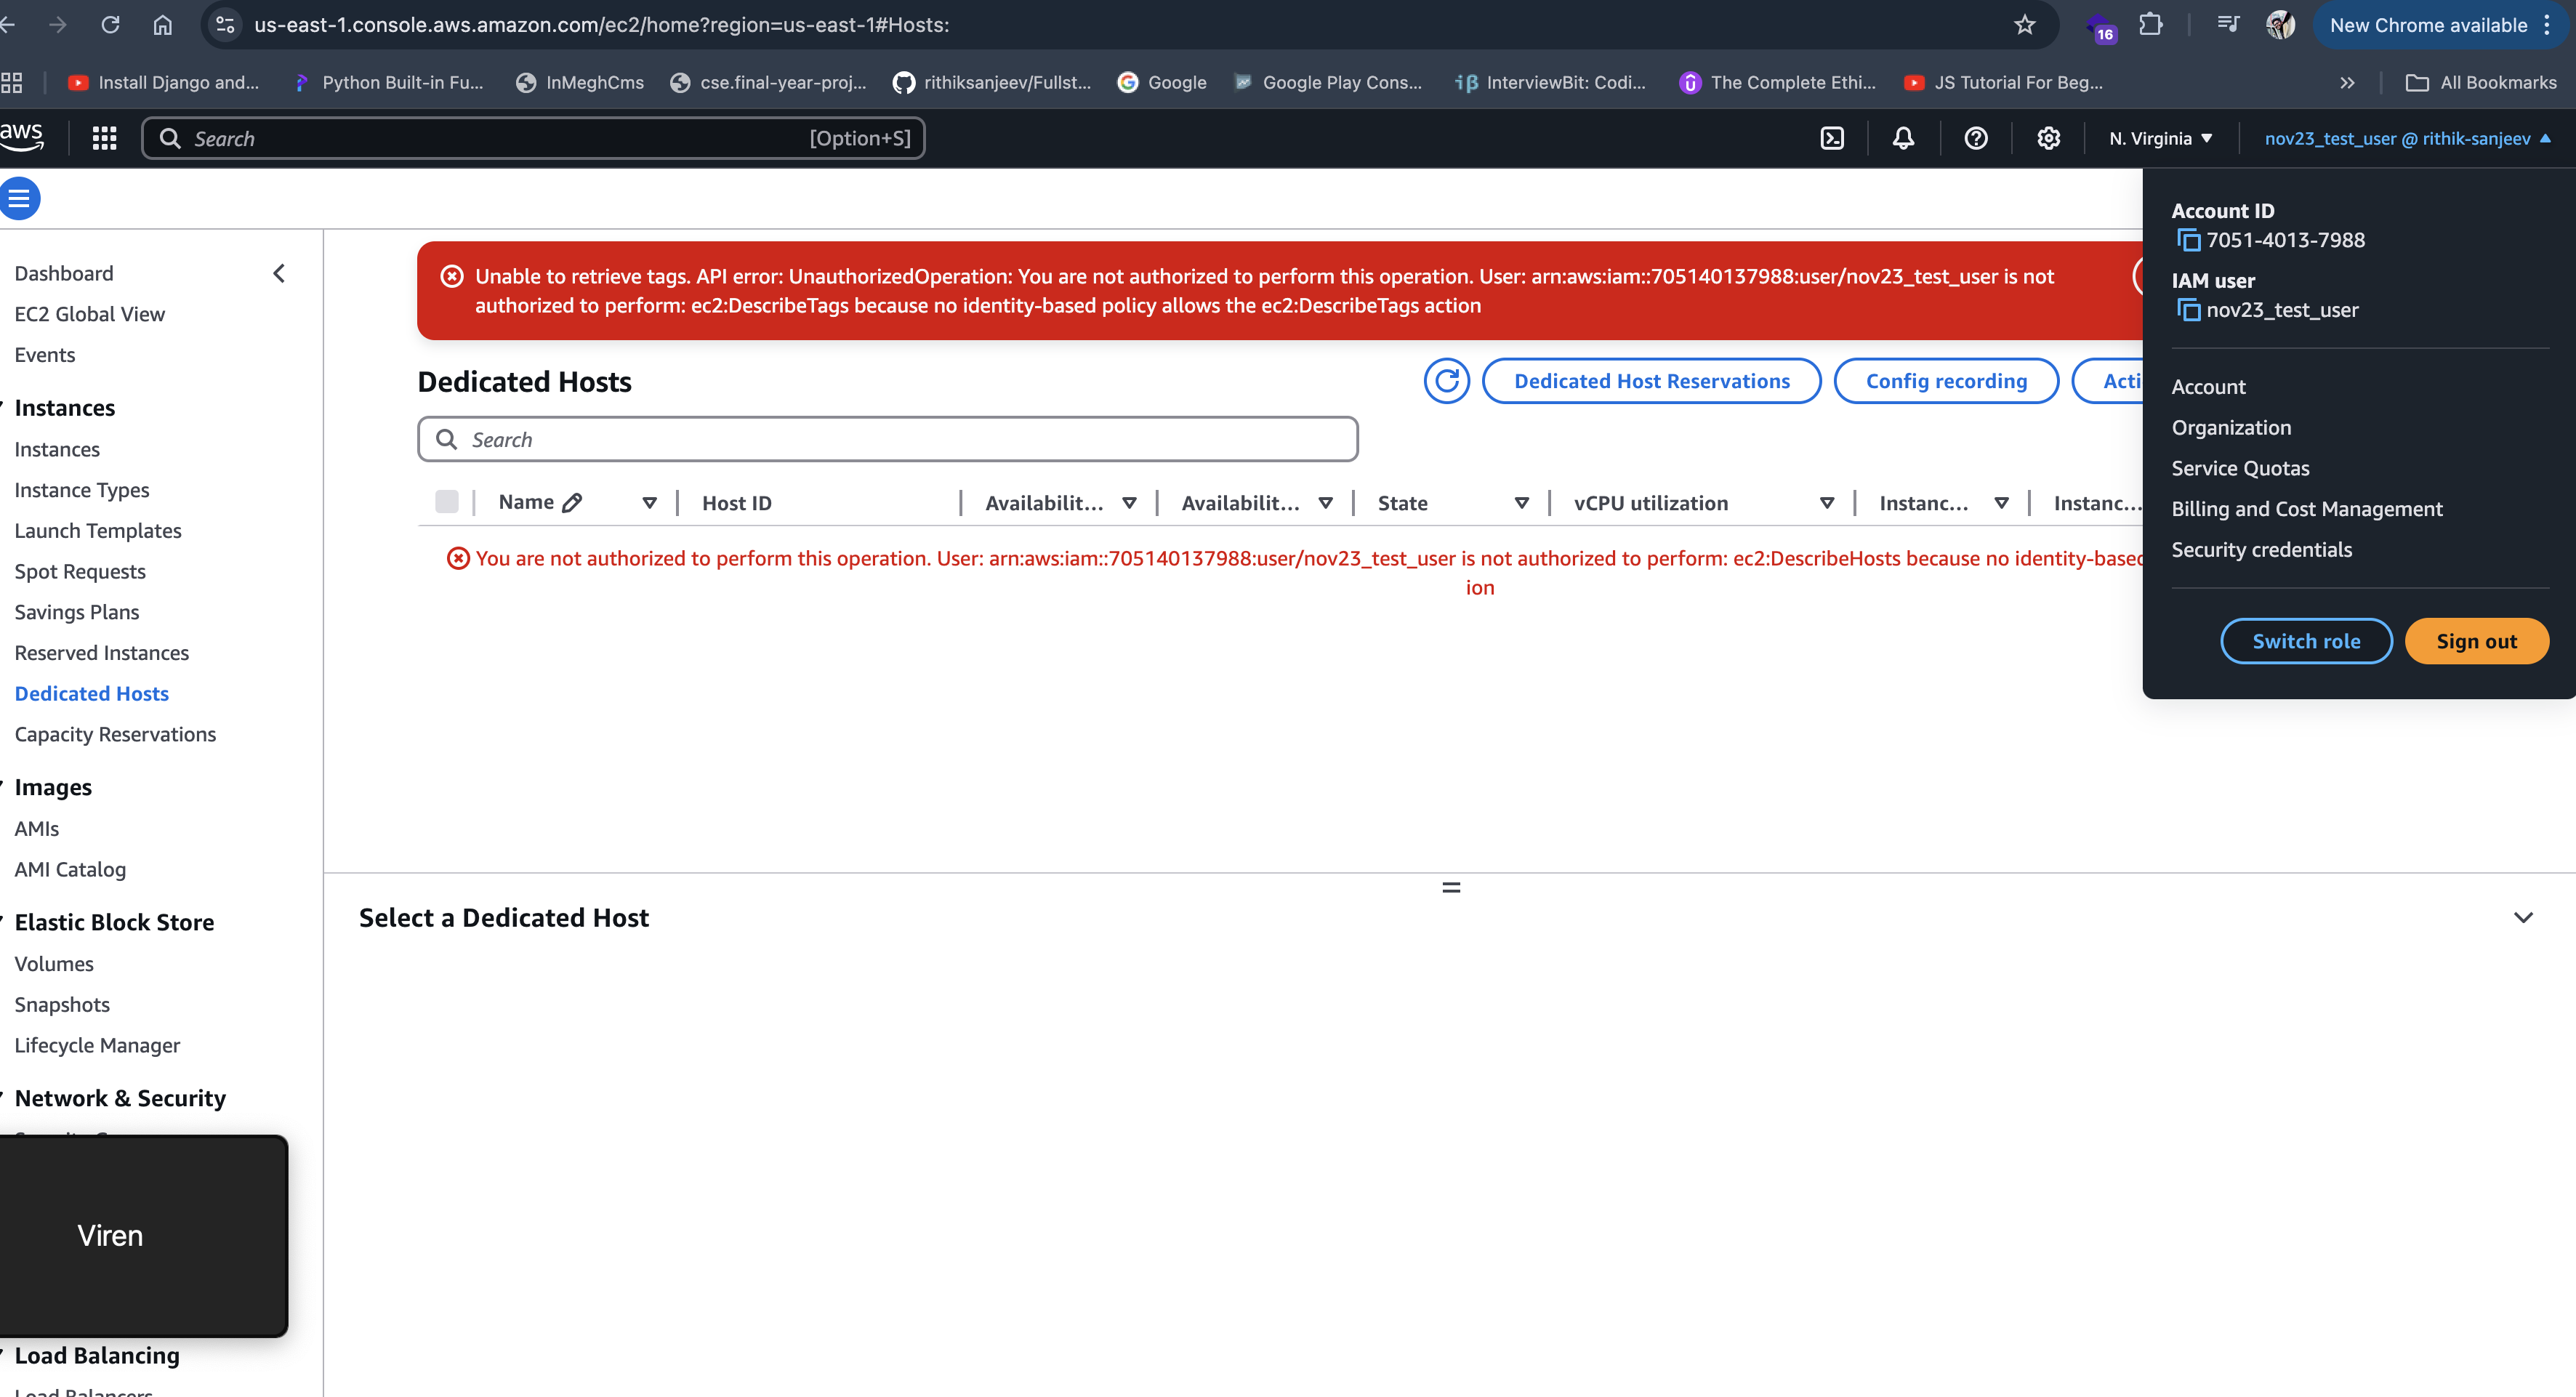 us-east-1.console.aws.amazon.com/ec2/home?region=us-east-1#Hosts:
16
New Chrome available
Install Django and...
Python Built-in Fu...
InMeghCms
cse.final-year-proj...
rithiksanjeev/Fullst...
Google
Google Play Cons...
InterviewBit: Codi...
The Complete Ethi...
JS Tutorial For Beg...
All Bookmarks
aws
Search
[Option+S]
N. Virginia
nov23_test_user @ rithik-sanjeev
Account ID
7051-4013-7988
IAM user
nov23_test_user
Account
Organization
Service Quotas
Billing and Cost Management
Security credentials
Switch role
Sign out
Dashboard
EC2 Global View
Events
Instances
Instances
Instance Types
Launch Templates
Spot Requests
Savings Plans
Reserved Instances
Dedicated Hosts
Capacity Reservations
Images
AMIs
AMI Catalog
Elastic Block Store
Volumes
Snapshots
Lifecycle Manager
Network & Security
Viren
Load Balancing
Load Balancers
Unable to retrieve tags. API error: UnauthorizedOperation: You are not authorized to perform this operation. User: arn:aws:iam::705140137988:user/nov23_test_user is not
authorized to perform: ec2:DescribeTags because no identity-based policy allows the ec2:DescribeTags action
Dedicated Hosts
Dedicated Host Reservations
Config recording
Acti
Search
Name
Host ID
Availabilit...
Availabilit...
State
vCPU utilization
Instanc...
Instanc...
You are not authorized to perform this operation. User: arn:aws:iam::705140137988:user/nov23_test_user is not authorized to perform: ec2:DescribeHosts because no identity-based
ion
Select a Dedicated Host